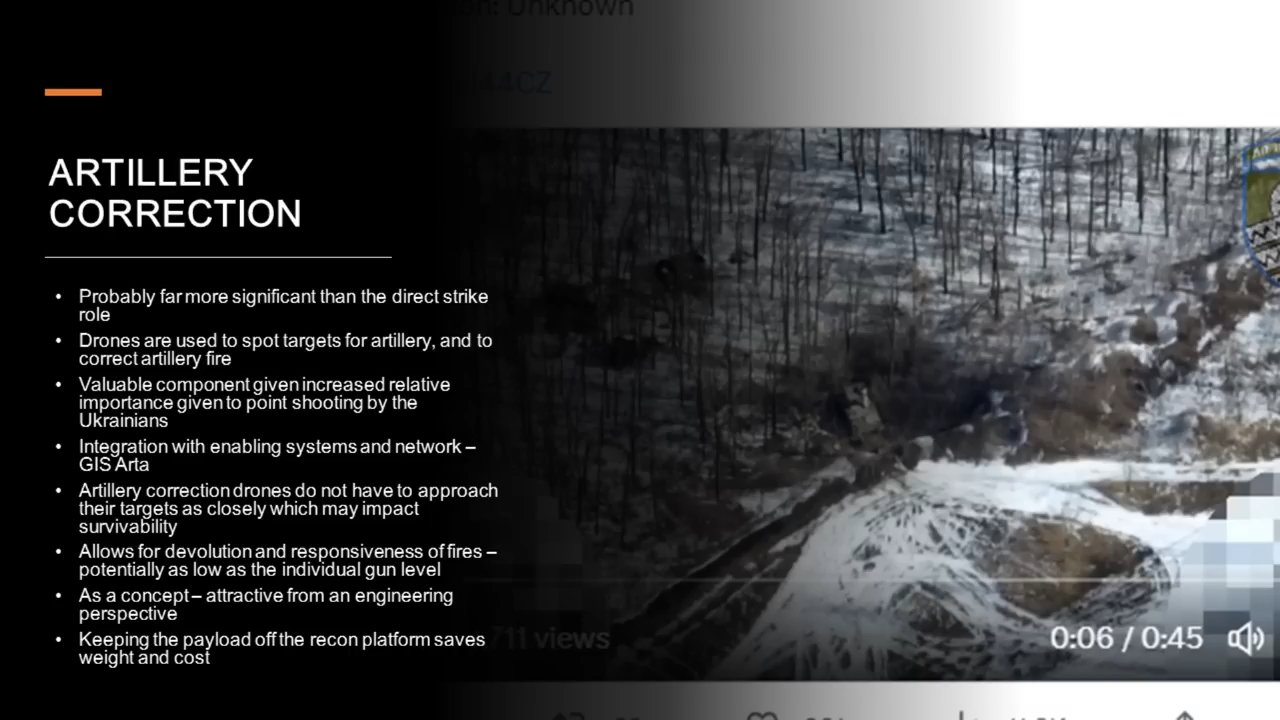 Unknown
44CZ
ARTILLERY
CORRECTION
• Probably far more significant than the direct strike
role
• Drones are used to spot targets for artillery, and to
correct artillery fire
• Valuable component given increased relative
importance given to point shooting by the
Ukrainians
• Integration with enabling systems and network –
GIS Arta
• Artillery correction drones do not have to approach
their targets as closely which may impact
survivability
• Allows for devolution and responsiveness of fires –
potentially as low as the individual gun level
• As a concept – attractive from an engineering
perspective
• Keeping the payload off the recon platform saves
weight and cost
711 views
0:06 / 0:45